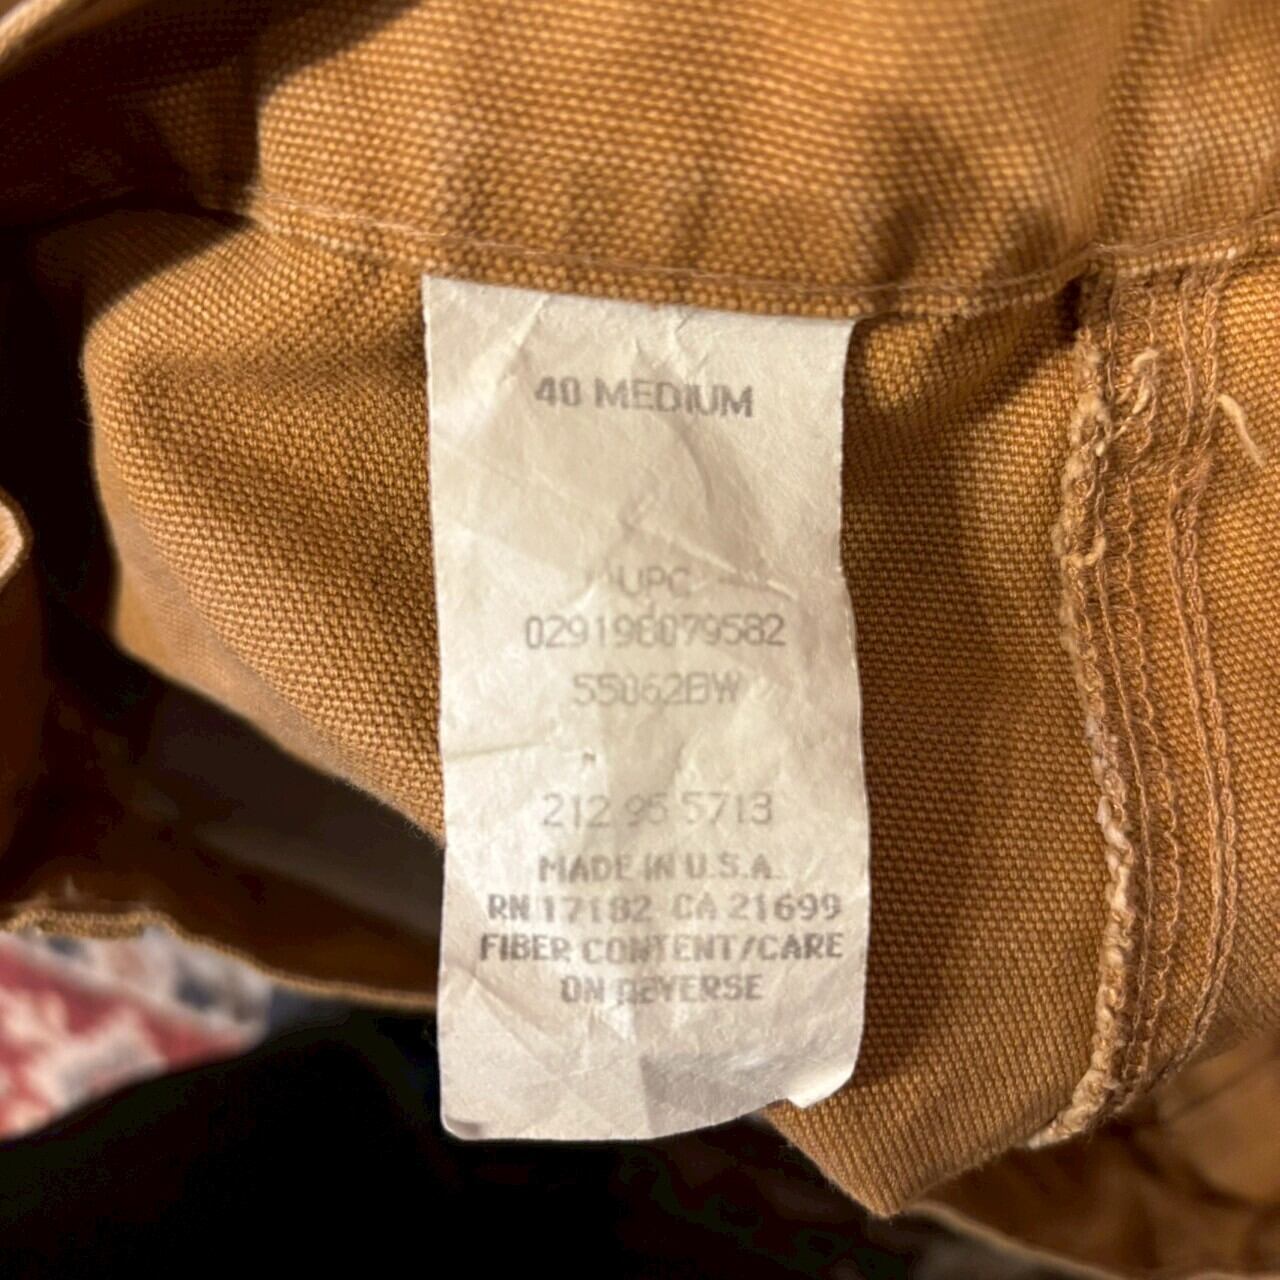 40 MEDIUM
UPC
029198079582
55062BW
212 95 5713
MADE IN U.S.A.
RN 17182 CA 21699
FIBER CONTENT/CARE
ON REVERSE